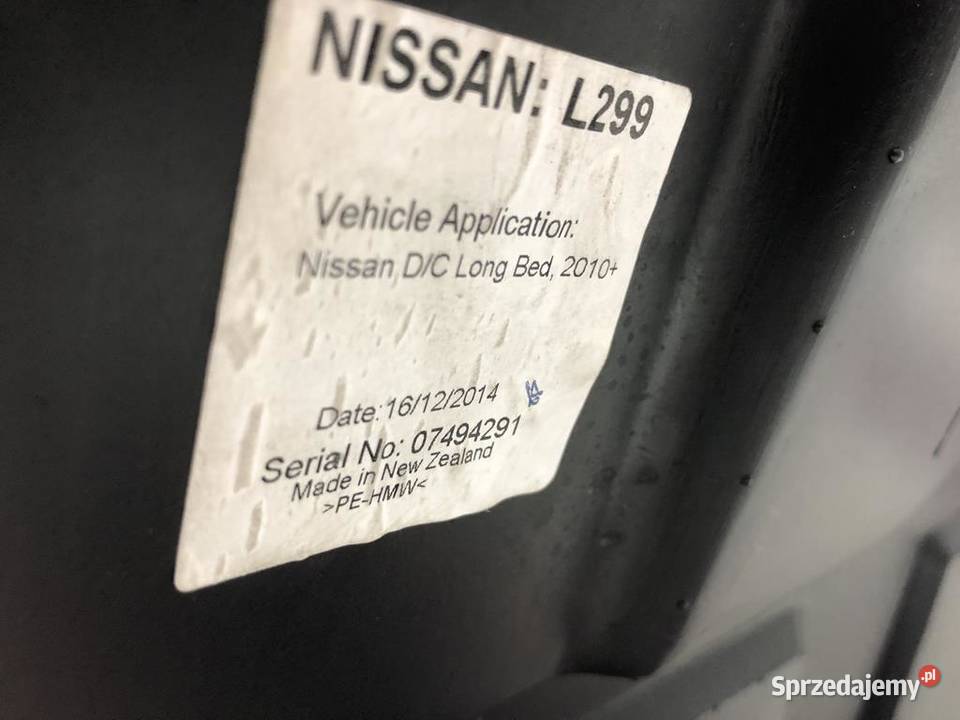 NISSAN: L299
Vehicle Application:
Nissan D/C Long Bed, 2010+
Date: 16/12/2014
Serial No: 07494291
Made in New Zealand
>PE-HMW<
Sprzedajemy.pl